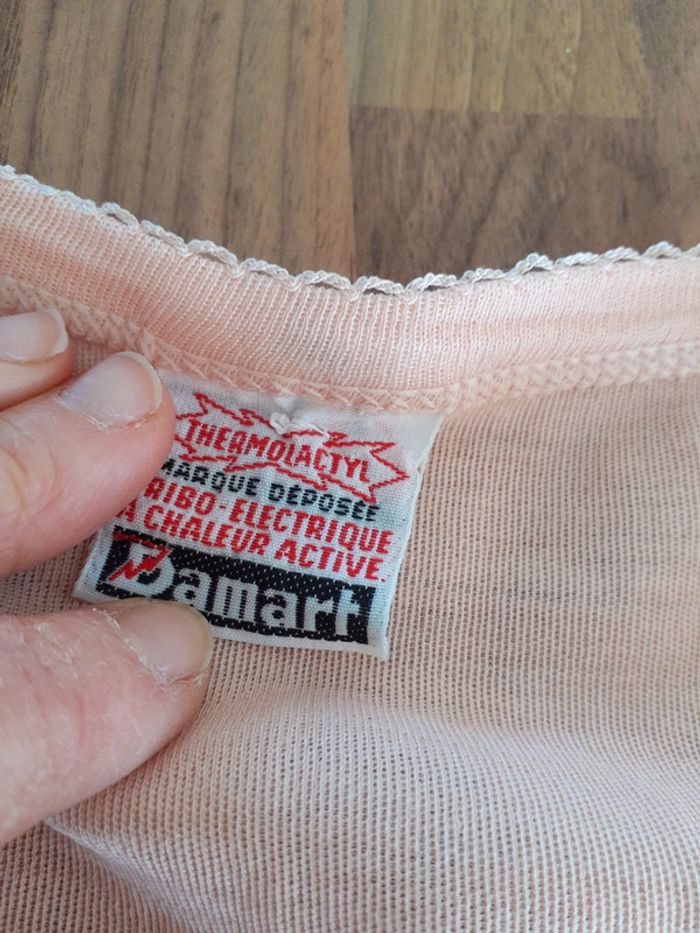 THERMOLACTYL
MARQUE DÉPOSÉE
RIBO-ELECTRIQUE
A CHALEUR ACTIVE.
Damart